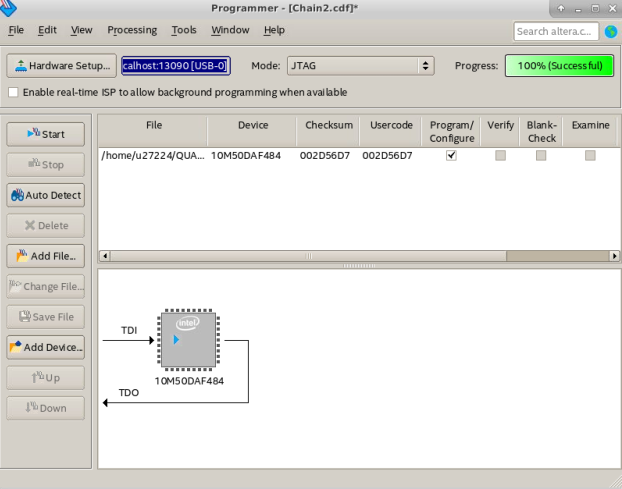 Programmer - [Chain2.cdf]*
File Edit View Processing Tools Window Help
Search altera.c...
Hardware Setup... calhost:13090 [USB-0] Mode: JTAG Progress: 100% (Successful)
Enable real-time ISP to allow background programming when available
Start
Stop
Auto Detect
Delete
Add File...
Change File...
Save File
Add Device...
Up
Down
File Device Checksum Usercode Program/ Verify Blank- Examine
Configure Check
/home/u27224/QUA... 10M50DAF484 002D56D7 002D56D7
TDI
intel
10M50DAF484
TDO